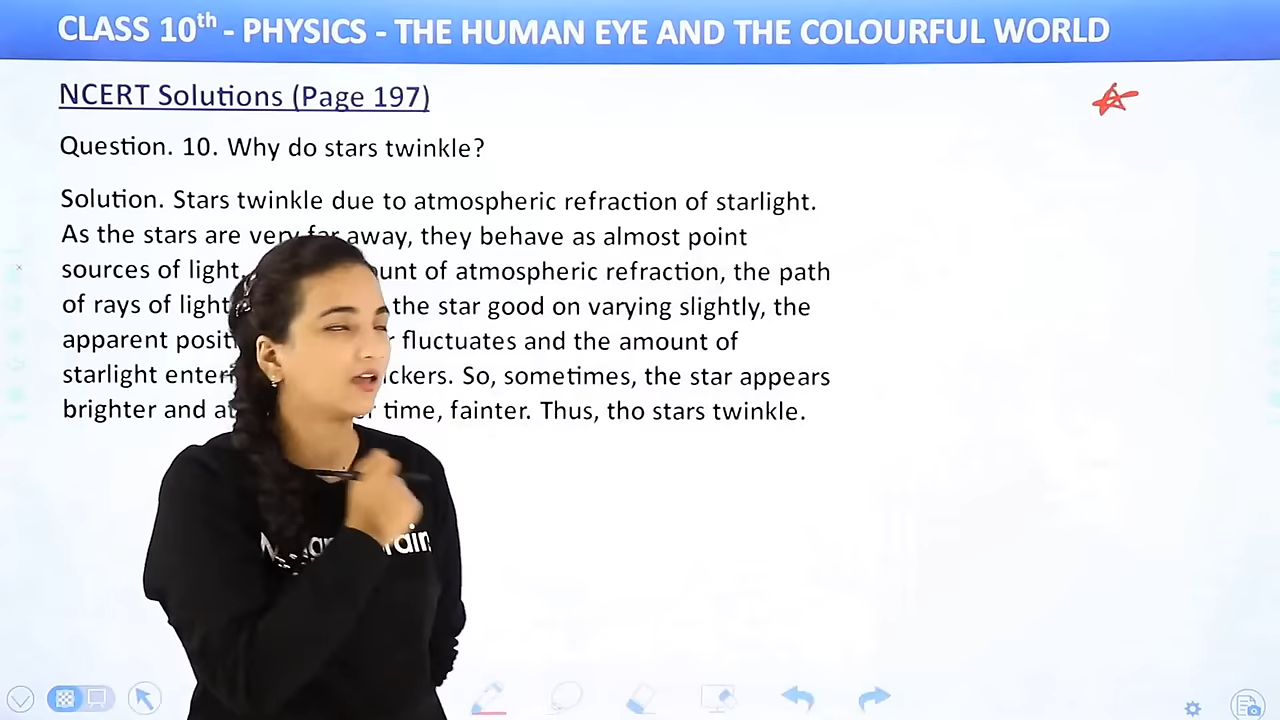 CLASS 10th - PHYSICS - THE HUMAN EYE AND THE COLOURFUL WORLD
NCERT Solutions (Page 197)
Question. 10. Why do stars twinkle?
Solution. Stars twinkle due to atmospheric refraction of starlight.
As the stars are very far away, they behave as almost point
sources of light. of atmospheric refraction, the path
of rays of light the star good on varying slightly, the
apparent fluctuates and the amount of
starlight So, sometimes, the star appears
brighter and time, fainter. Thus, tho stars twinkle.